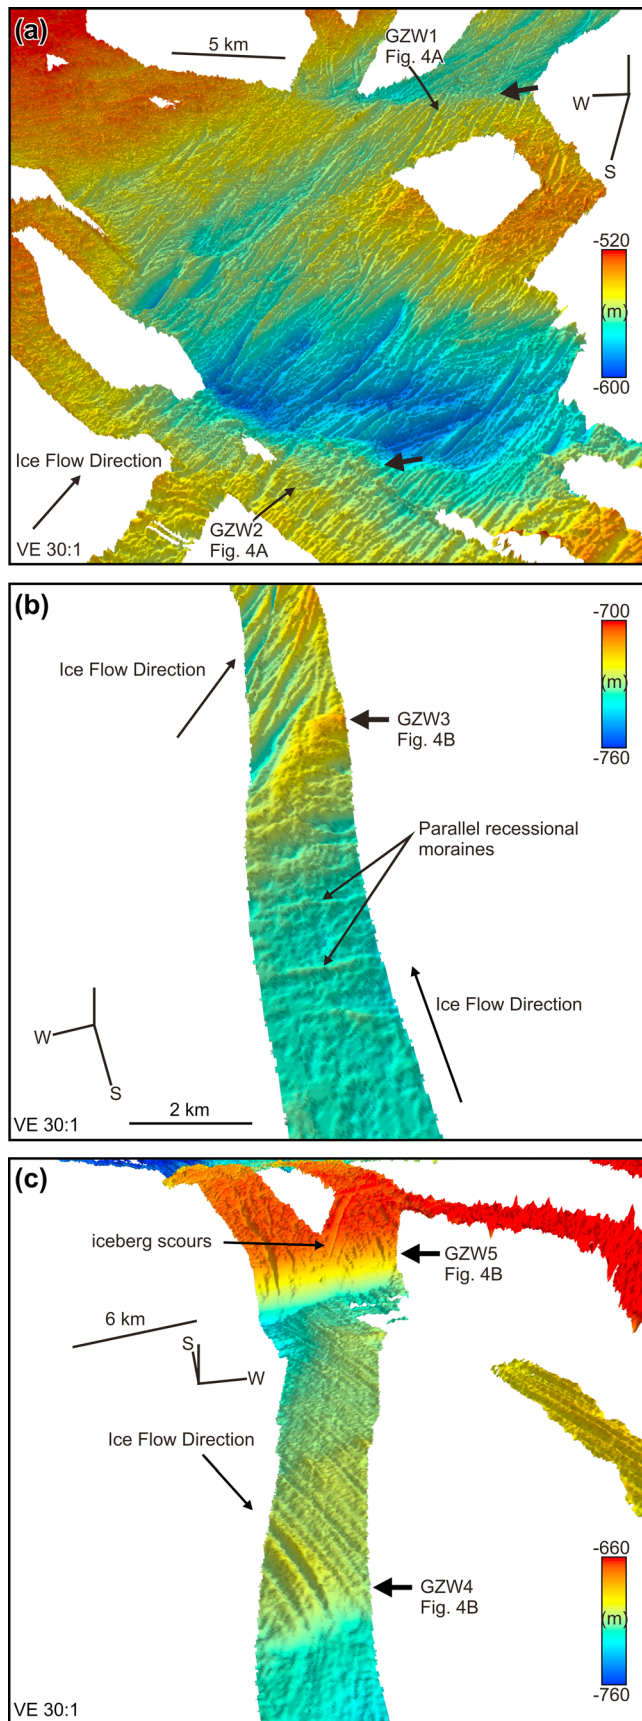 (a)
5 km
GZW1
Fig. 4A
W
S
-520
(m)
-600
Ice Flow Direction
GZW2
Fig. 4A
VE 30:1
(b)
-700
(m)
-760
Ice Flow Direction
GZW3
Fig. 4B
Parallel recessional
moraines
Ice Flow Direction
W
S
2 km
VE 30:1
(c)
iceberg scours
GZW5
Fig. 4B
6 km
S
W
Ice Flow Direction
-660
(m)
-760
GZW4
Fig. 4B
VE 30:1